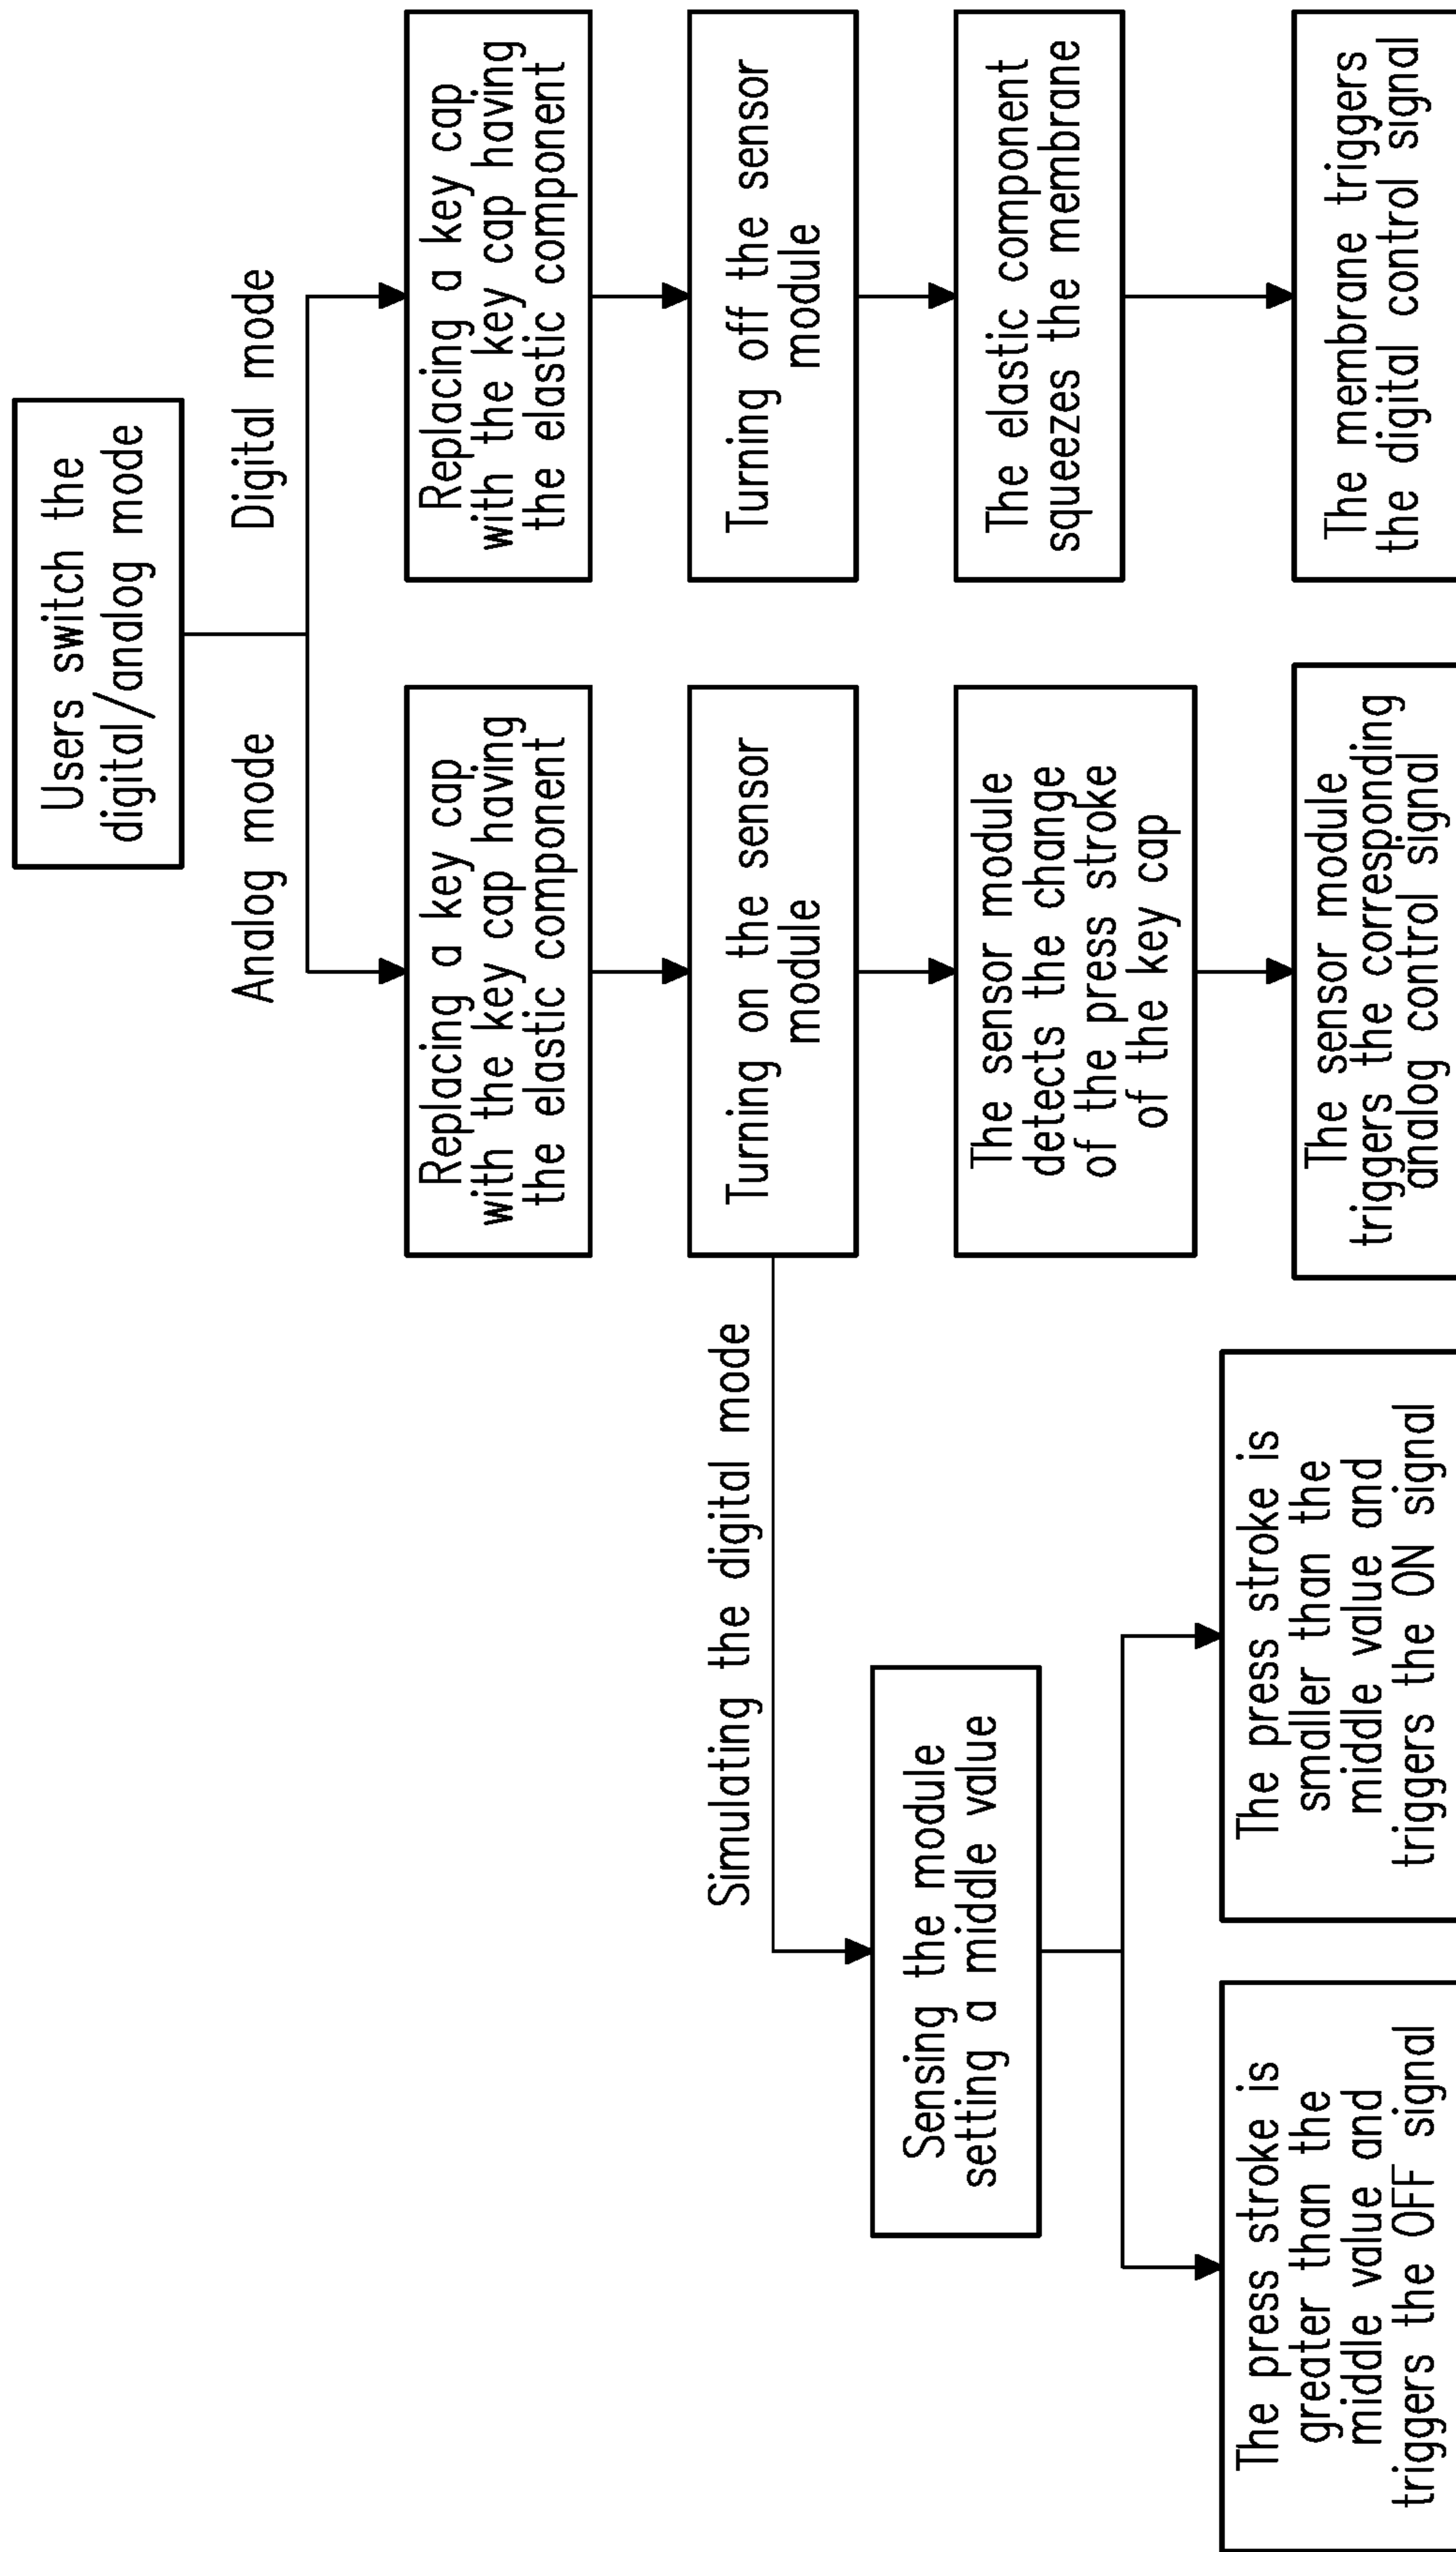 Users switch the
digital/analog mode
Analog mode
Digital mode
Replacing a key cap
with the key cap having
the elastic component
Replacing a key cap
with the key cap having
the elastic component
Simulating the digital mode
Turning on the sensor
module
Turning off the sensor
module
Sensing the module
setting a middle value
The sensor module
detects the change
of the press stroke
of the key cap
The elastic component
squeezes the membrane
The press stroke is
greater than the
middle value and
triggers the OFF signal
The press stroke is
smaller than the
middle value and
triggers the ON signal
The sensor module
triggers the corresponding
analog control signal
The membrane triggers
the digital control signal